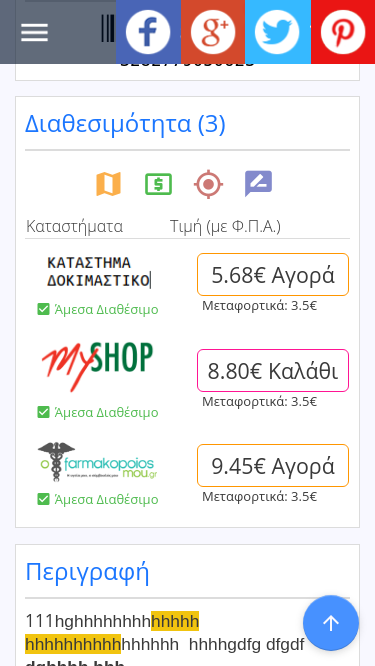 Διαθεσιμότητα (3)
Καταστήματα Τιμή (με Φ.Π.Α.)
ΚΑΤΑΣΤΗΜΑ
ΔΟΚΙΜΑΣΤΙΚΟ
5.68€ Αγορά
Άμεσα Διαθέσιμο
Μεταφορτικά: 3.5€
MYSHOP
8.80€ Καλάθι
Άμεσα Διαθέσιμο
Μεταφορτικά: 3.5€
ο farmakopoios
μου.gr
9.45€ Αγορά
Άμεσα Διαθέσιμο
Μεταφορτικά: 3.5€
Περιγραφή
111hghhhhhhhhhhhhh
hhhhhhhhhhhhhhhh hhhhgdfg dfgdf